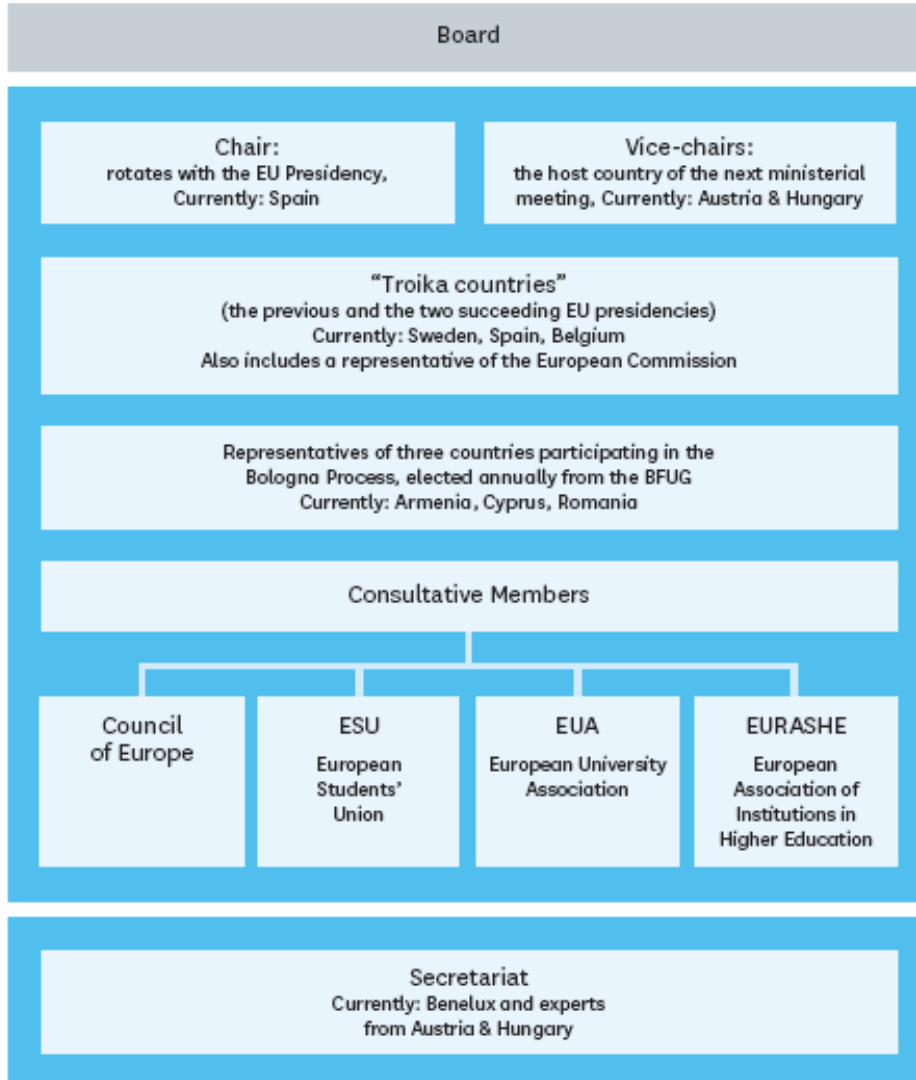 Board
Chair:
rotates with the EU Presidency,
Currently: Spain
Vice-chairs:
the host country of the next ministerial
meeting, Currently: Austria & Hungary
“Troika countries”
(the previous and the two succeeding EU presidencies)
Currently: Sweden, Spain, Belgium
Also includes a representative of the European Commission
Representatives of three countries participating in the
Bologna Process, elected annually from the BFUG
Currently: Armenia, Cyprus, Romania
Consultative Members
Council
of Europe
ESU
European
Students’
Union
EUA
European University
Association
EURASHE
European
Association of
Institutions in
Higher Education
Secretariat
Currently: Benelux and experts
from Austria & Hungary